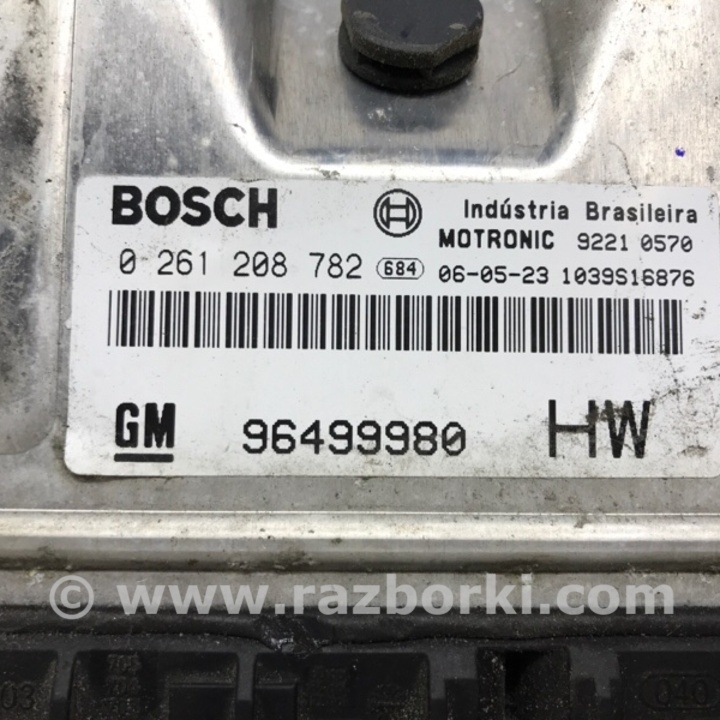 BOSCH
Indústria Brasileira
MOTRONIC 9221 0570
0 261 208 782 684 06-05-23 1039S16876
GM 96499980 HW
© www.razborki.com
03